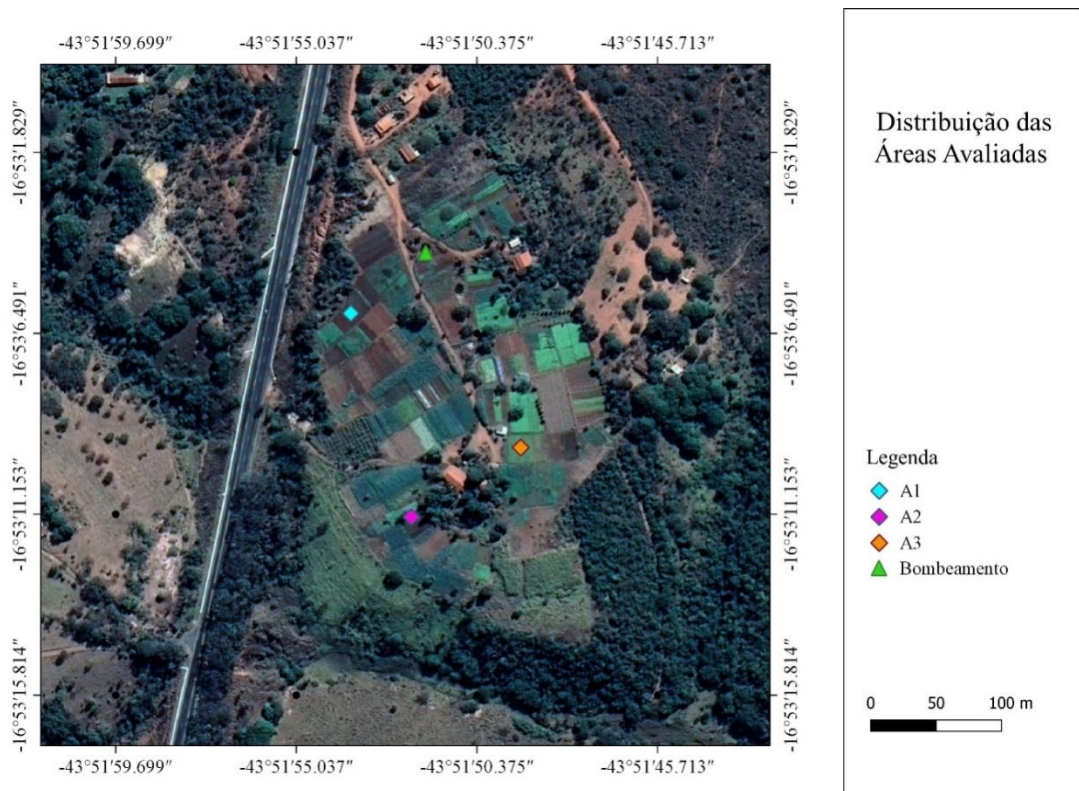 -43°51′59.699″
-43°51′55.037″
-43°51′50.375″
-43°51′45.713″
-16°53′1.829″
-16°53′6.491″
-16°53′11.153″
-16°53′15.814″
-16°53′1.829″
-16°53′6.491″
-16°53′11.153″
-16°53′15.814″
-43°51′59.699″
-43°51′55.037″
-43°51′50.375″
-43°51′45.713″
Distribuição das
Áreas Avaliadas
Legenda
A1
A2
A3
Bombeamento
0 50 100 m